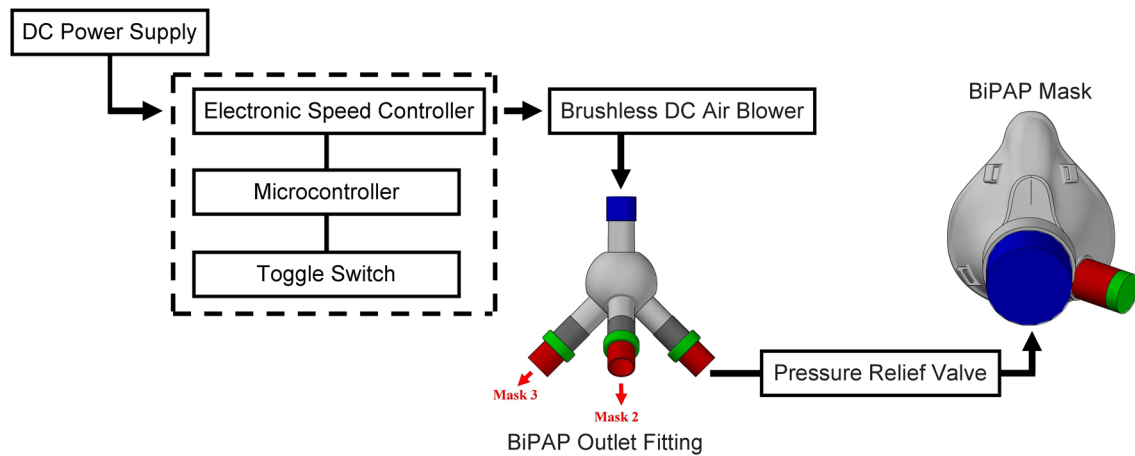 DC Power Supply
Electronic Speed Controller
Brushless DC Air Blower
BiPAP Mask
Microcontroller
Toggle Switch
Pressure Relief Valve
Mask 3
Mask 2
BiPAP Outlet Fitting